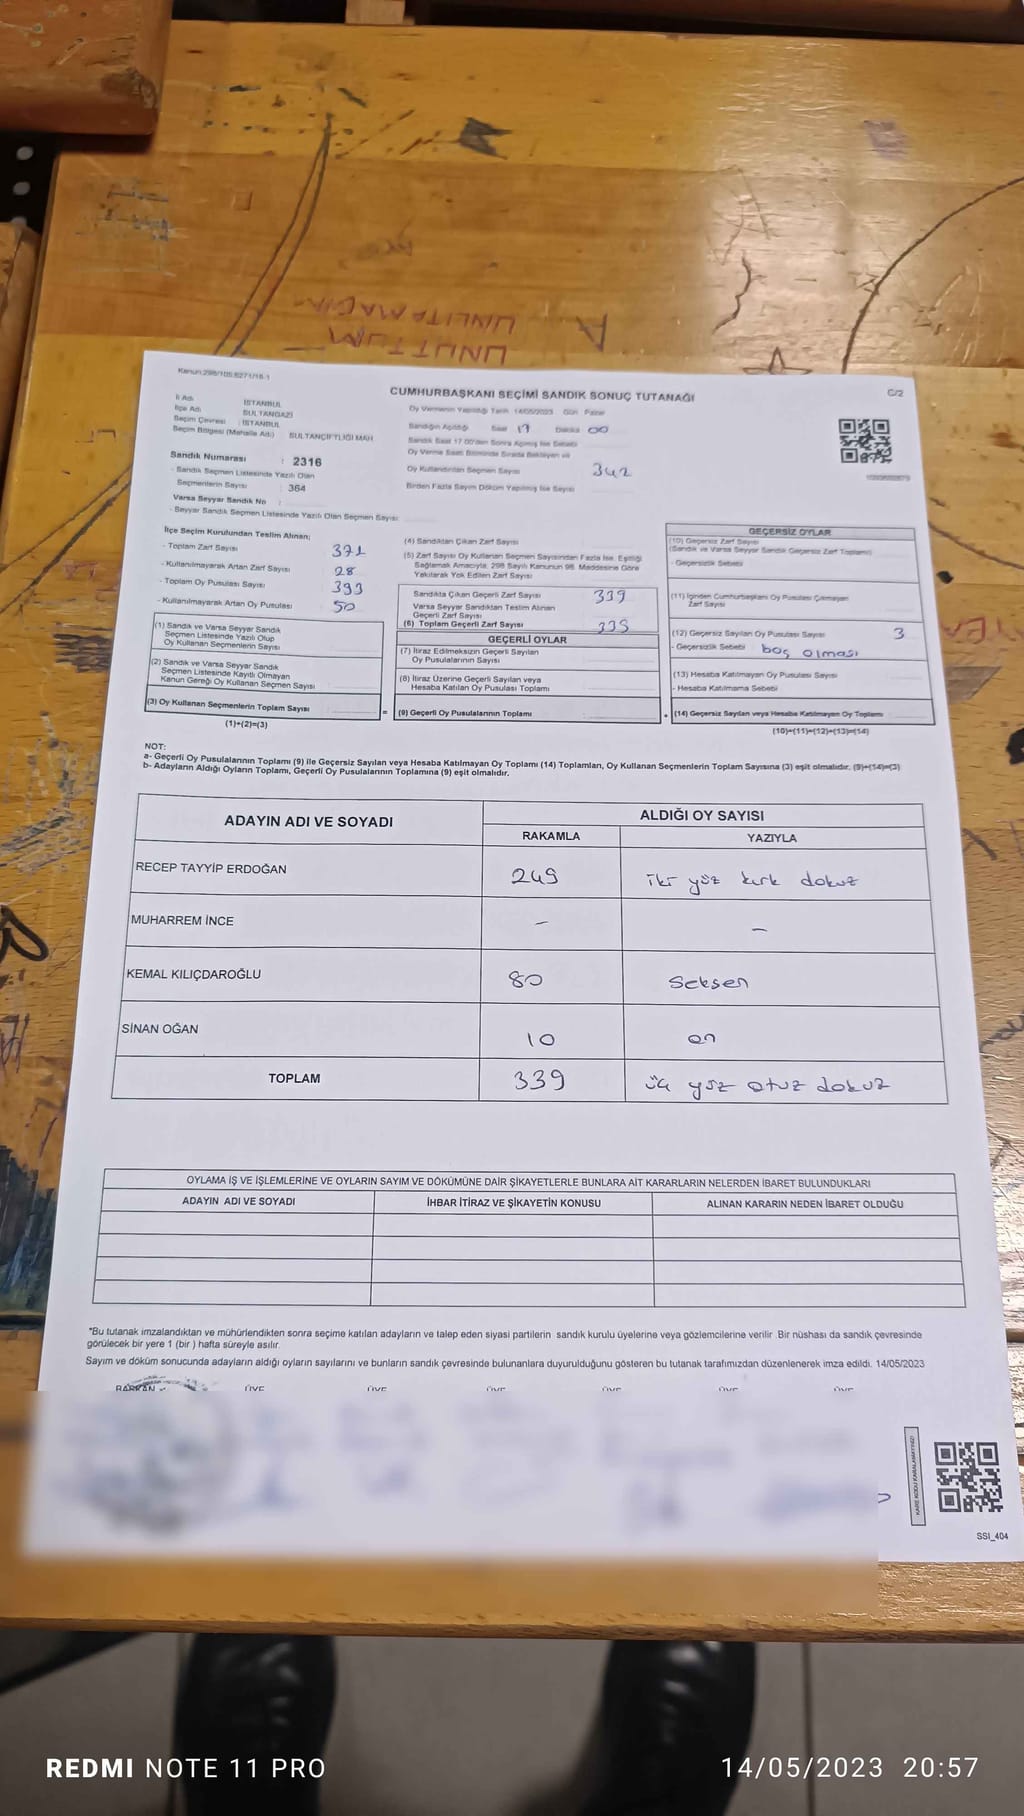 UNUTTUM
UNUTAMADIM
A
Kanun:298/105.6271/16-1
CUMHURBAŞKANI SEÇİMİ SANDIK SONUÇ TUTANAĞI
C/2
İl Adı : İSTANBUL
İlçe Adı : SULTANGAZİ
Seçim Çevresi : İSTANBUL
Seçim Bölgesi (Mahalle Adı) : SULTANÇİFTLİĞİ MAH.
Sandık Numarası : 2316
- Sandık Seçmen Listesinde Yazılı Olan
Seçmenlerin Sayısı : 364
Varsa Seyyar Sandık No :
- Seyyar Sandık Seçmen Listesinde Yazılı Olan Seçmen Sayısı:
Oy Vermenin Yapıldığı Tarih 14/05/2023 Gün Pazar
Sandığın Açıldığı Saat 17 Dakika 00
Sandık Saat 17.00'den Sonra Açılmış İse Sebebi
Oy Verme Saati Bitiminde Sırada Bekleyen ve
Oy Kullandırılan Seçmen Sayısı 342
Birden Fazla Sayım Döküm Yapılmış İse Sayısı
İlçe Seçim Kurulundan Teslim Alınan;
- Toplam Zarf Sayısı 371
- Kullanılmayarak Artan Zarf Sayısı 28
- Toplam Oy Pusulası Sayısı 393
- Kullanılmayarak Artan Oy Pusulası 50
(1) Sandık ve Varsa Seyyar Sandık
Seçmen Listesinde Yazılı Olup
Oy Kullanan Seçmenlerin Sayısı
(2) Sandık ve Varsa Seyyar Sandık
Seçmen Listesinde Kayıtlı Olmayan
Kanun Gereği Oy Kullanan Seçmen Sayısı
(3) Oy Kullanan Seçmenlerin Toplam Sayısı
(1)+(2)=(3)
(4) Sandıktan Çıkan Zarf Sayısı
(5) Zarf Sayısı Oy Kullanan Seçmen Sayısından Fazla İse, Eşitliği
Sağlamak Amacıyla, 298 Sayılı Kanunun 98. Maddesine Göre
Yakılarak Yok Edilen Zarf Sayısı
Sandıkta Çıkan Geçerli Zarf Sayısı 339
Varsa Seyyar Sandıktan Teslim Alınan
Geçerli Zarf Sayısı
(6) Toplam Geçerli Zarf Sayısı 339
GEÇERLİ OYLAR
(7) İtiraz Edilmeksizin Geçerli Sayılan
Oy Pusulalarının Sayısı
(8) İtiraz Üzerine Geçerli Sayılan veya
Hesaba Katılan Oy Pusulası Toplamı
= (9) Geçerli Oy Pusulalarının Toplamı
GEÇERSİZ OYLAR
(10) Geçersiz Zarf Sayısı
(Sandık ve Varsa Seyyar Sandık Geçersiz Zarf Toplamı)
- Geçersizlik Sebebi
(11) İçinden Cumhurbaşkanı Oy Pusulası Çıkmayan
Zarf Sayısı
(12) Geçersiz Sayılan Oy Pusulası Sayısı 3
- Geçersizlik Sebebi boş olması
(13) Hesaba Katılmayan Oy Pusulası Sayısı
- Hesaba Katılmama Sebebi
+ (14) Geçersiz Sayılan veya Hesaba Katılmayan Oy Toplamı
(10)+(11)+(12)+(13)=(14)
NOT:
a- Geçerli Oy Pusulalarının Toplamı (9) ile Geçersiz Sayılan veya Hesaba Katılmayan Oy Toplamı (14) Toplamları, Oy Kullanan Seçmenlerin Toplam Sayısına (3) eşit olmalıdır. (9)+(14)=(3)
b- Adayların Aldığı Oyların Toplamı, Geçerli Oy Pusulalarının Toplamına (9) eşit olmalıdır.
ADAYIN ADI VE SOYADI
ALDIĞI OY SAYISI
RAKAMLA YAZIYLA
RECEP TAYYİP ERDOĞAN 249 iki yüz kırk dokuz
MUHARREM İNCE - -
KEMAL KILIÇDAROĞLU 80 Seksen
SİNAN OĞAN 10 on
TOPLAM 339 üç yüz otuz dokuz
OYLAMA İŞ VE İŞLEMLERİNE VE OYLARIN SAYIM VE DÖKÜMÜNE DAİR ŞİKAYETLERLE BUNLARA AİT KARARLARIN NELERDEN İBARET BULUNDUKLARI
ADAYIN ADI VE SOYADI İHBAR İTİRAZ VE ŞİKAYETİN KONUSU ALINAN KARARIN NEDEN İBARET OLDUĞU
*Bu tutanak imzalandıktan ve mühürlendikten sonra seçime katılan adayların ve talep eden siyasi partilerin sandık kurulu üyelerine veya gözlemcilerine verilir. Bir nüshası da sandık çevresinde
görülecek bir yere 1 (bir) hafta süreyle asılır.
Sayım ve döküm sonucunda adayların aldığı oyların sayılarını ve bunların sandık çevresinde bulunanlara duyurulduğunu gösteren bu tutanak tarafımızdan düzenlenerek imza edildi. 14/05/2023
BAŞKAN ÜYE ÜYE ÜYE ÜYE ÜYE ÜYE
KARE KODU KARALAMAYINIZ!
SSI_404
REDMI NOTE 11 PRO
14/05/2023 20:57